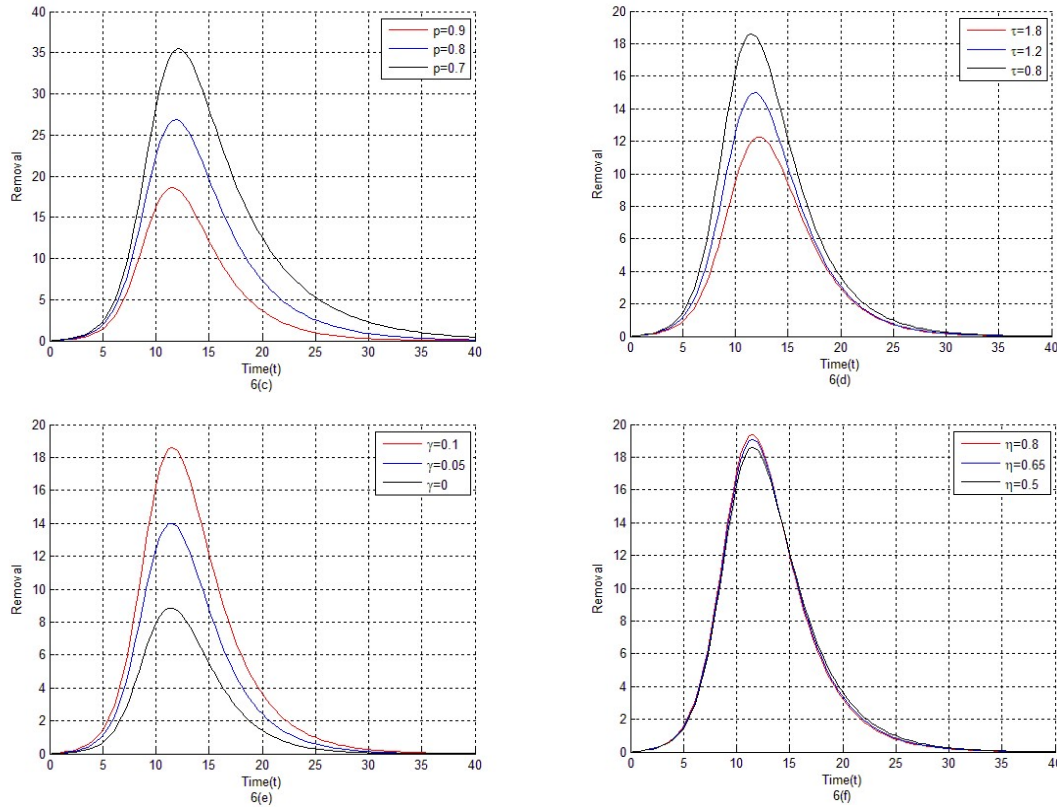 40
35
30
25
20
15
10
5
0
Removal
p=0.9
p=0.8
p=0.7
0 5 10 15 20 25 30 35 40
Time(t)
6(c)
20
18
16
14
12
10
8
6
4
2
0
Removal
τ=1.8
τ=1.2
τ=0.8
0 5 10 15 20 25 30 35 40
Time(t)
6(d)
20
18
16
14
12
10
8
6
4
2
0
Removal
γ=0.1
γ=0.05
γ=0
0 5 10 15 20 25 30 35 40
Time(t)
6(e)
20
18
16
14
12
10
8
6
4
2
0
Removal
η=0.8
η=0.65
η=0.5
0 5 10 15 20 25 30 35 40
Time(t)
6(f)